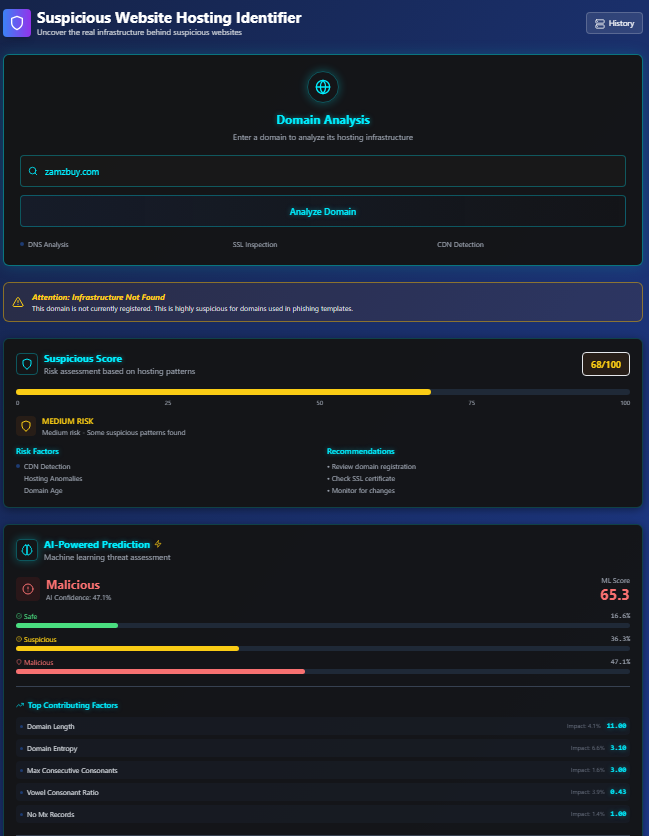 Suspicious Website Hosting Identifier
Uncover the real infrastructure behind suspicious websites
History
Domain Analysis
Enter a domain to analyze its hosting infrastructure
zamzbuy.com
Analyze Domain
DNS Analysis SSL Inspection CDN Detection
Attention: Infrastructure Not Found
This domain is not currently registered. This is highly suspicious for domains used in phishing templates.
Suspicious Score
Risk assessment based on hosting patterns
68/100
0 25 50 75 100
MEDIUM RISK
Medium risk - Some suspicious patterns found
Risk Factors
CDN Detection
Hosting Anomalies
Domain Age
Recommendations
• Review domain registration
• Check SSL certificate
• Monitor for changes
AI-Powered Prediction
Machine learning threat assessment
Malicious
AI Confidence: 47.1%
ML Score
65.3
Safe 16.6%
Suspicious 36.3%
Malicious 47.1%
Top Contributing Factors
Domain Length Impact: 4.1% 11.00
Domain Entropy Impact: 6.6% 3.10
Max Consecutive Consonants Impact: 7.6% 3.00
Vowel Consonant Ratio Impact: 3.9% 0.43
No Mx Records Impact: 7.4% 1.00